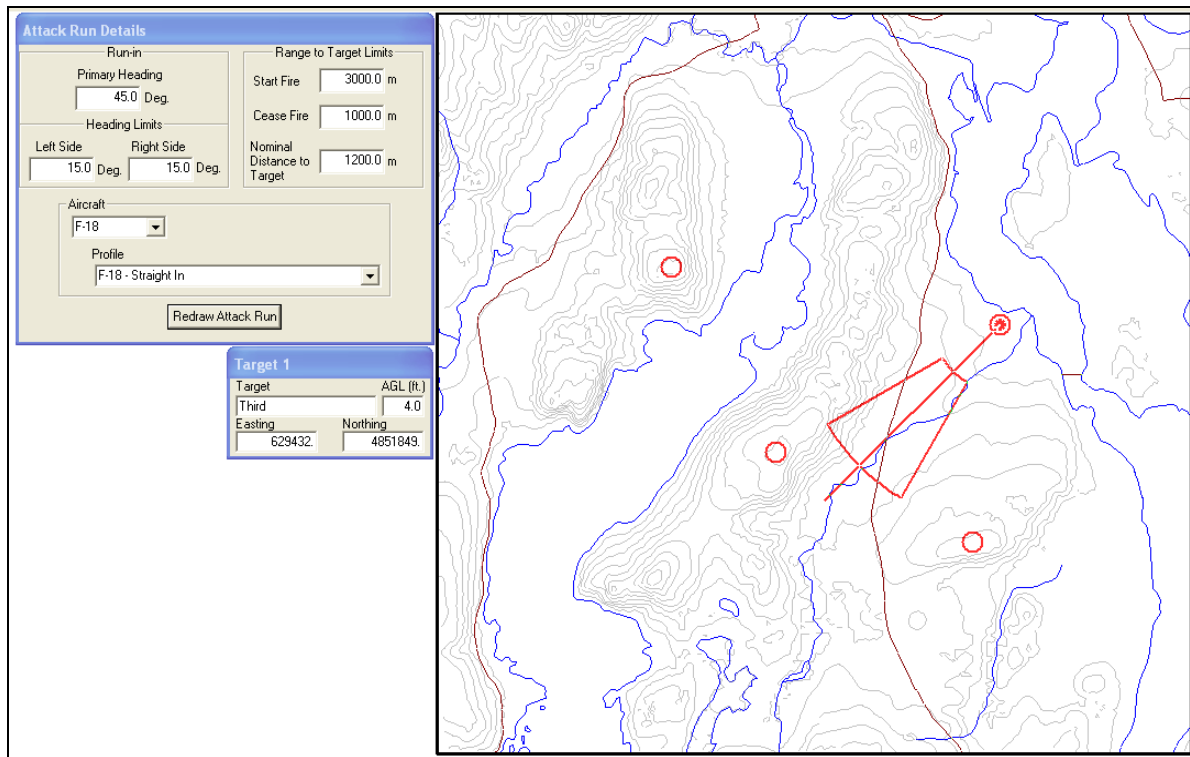 Attack Run Details
Run-in
Primary Heading
45.0 Deg.
Heading Limits
Left Side Right Side
15.0 Deg. 15.0 Deg.
Range to Target Limits
Start Fire 3000.0 m
Cease Fire 1000.0 m
Nominal
Distance to 1200.0 m
Target
Aircraft
F-18
Profile
F-18 - Straight In
Redraw Attack Run
Target 1
Target AGL (ft.)
Third 4.0
Easting Northing
629432. 4851849.